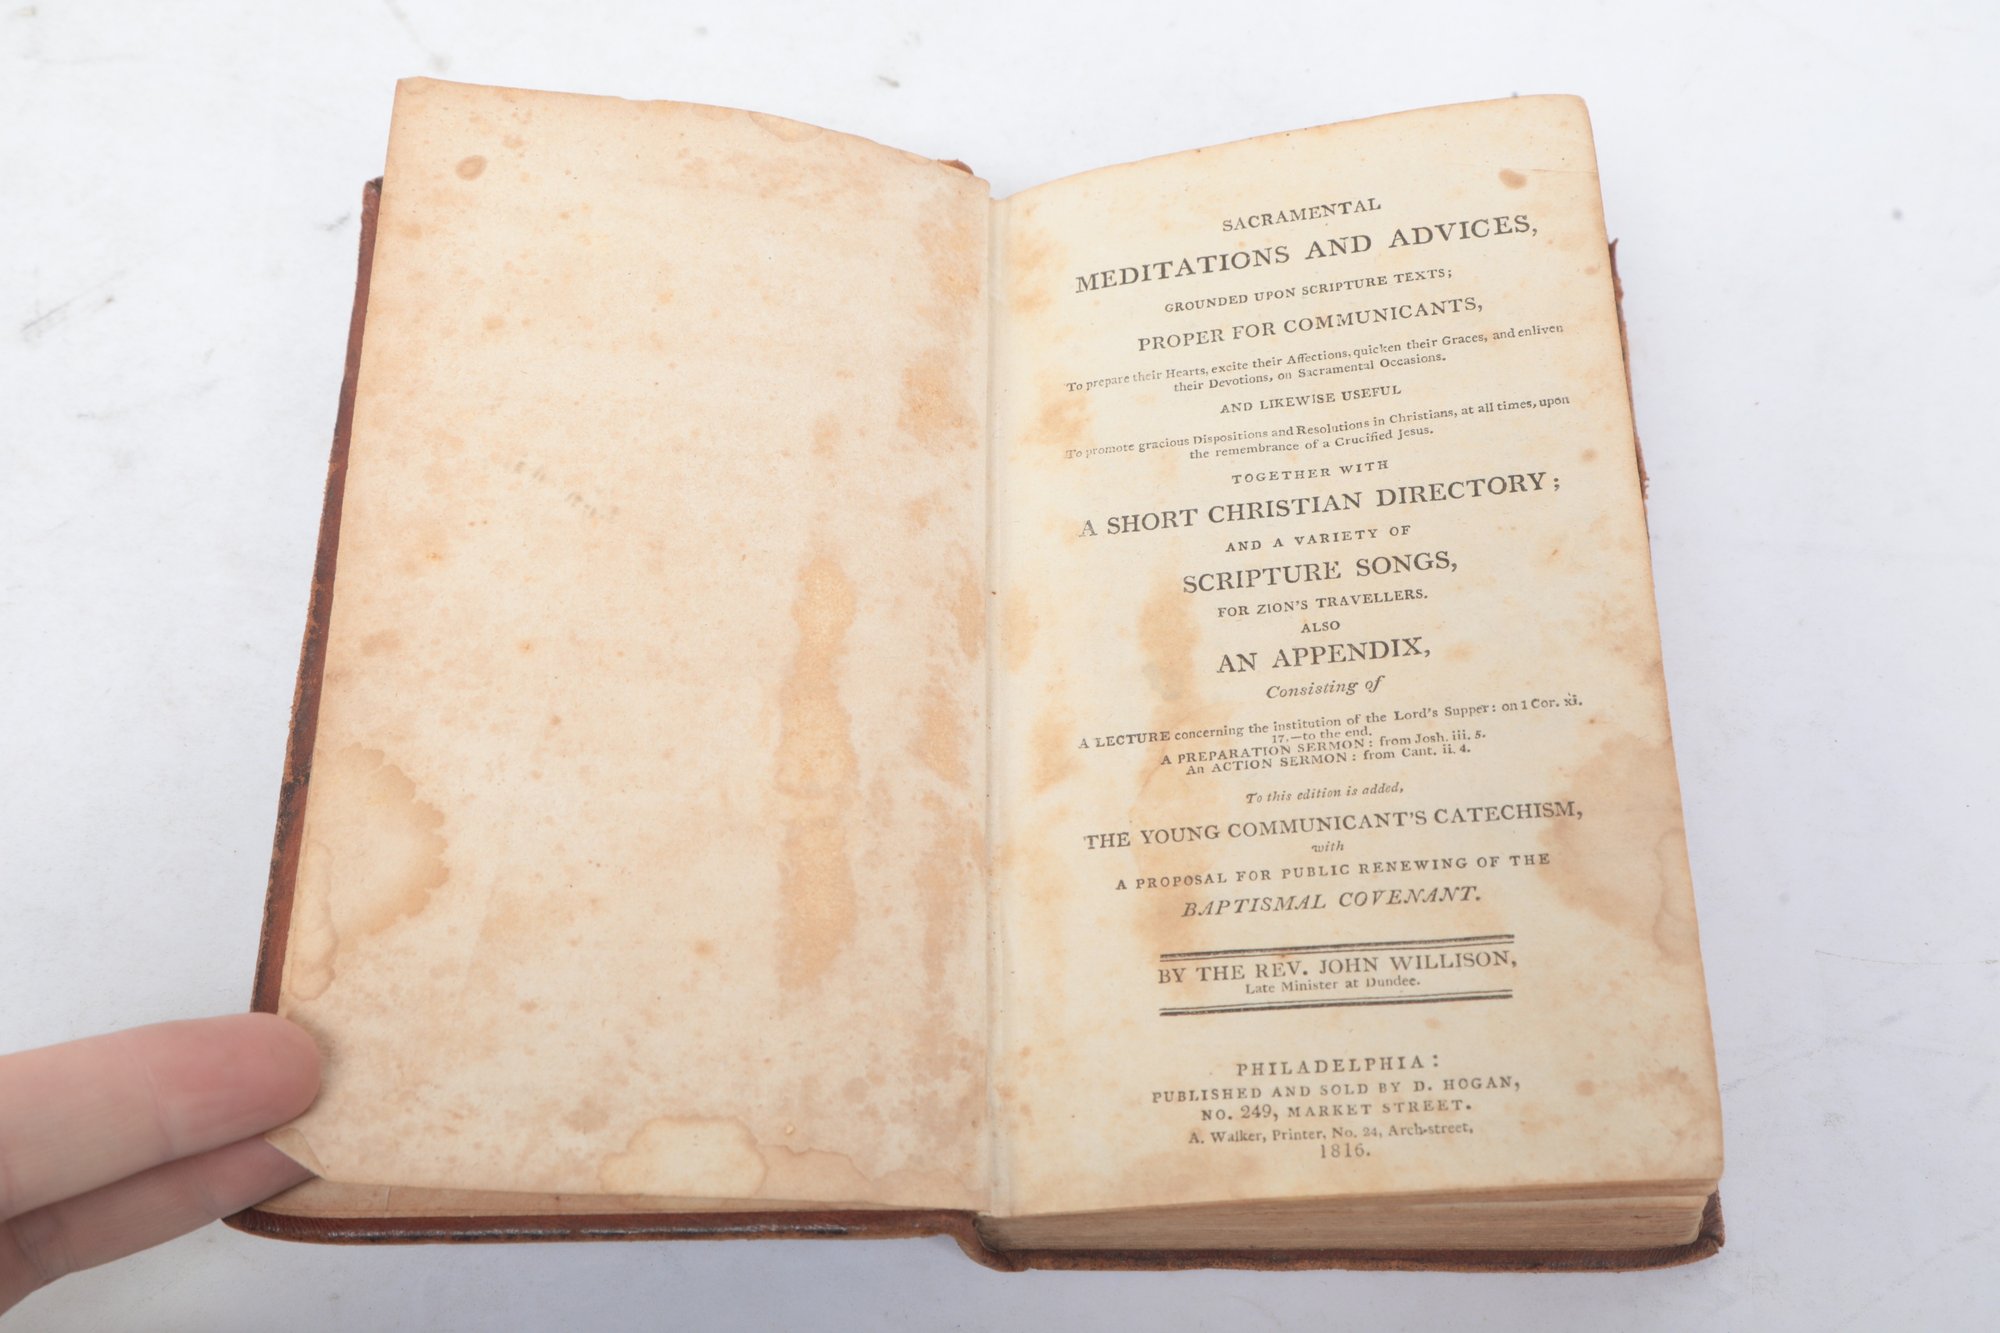 SACRAMENTAL
MEDITATIONS AND ADVICES,
GROUNDED UPON SCRIPTURE TEXTS;
PROPER FOR COMMUNICANTS,
To prepare their Hearts, excite their Affections, quicken their Graces, and enliven
their Devotions, on Sacramental Occasions.
AND LIKEWISE USEFUL
To promote gracious Dispositions and Resolutions in Christians, at all times, upon
the remembrance of a Crucified Jesus.
TOGETHER WITH
A SHORT CHRISTIAN DIRECTORY;
AND A VARIETY OF
SCRIPTURE SONGS,
FOR ZION'S TRAVELLERS.
ALSO
AN APPENDIX,
Consisting of
A LECTURE concerning the institution of the Lord's Supper: on 1 Cor. xi.
17.—to the end.
A PREPARATION SERMON: from Josh. iii. 5.
An ACTION SERMON: from Cant. ii. 4.
To this edition is added,
THE YOUNG COMMUNICANT'S CATECHISM,
with
A PROPOSAL FOR PUBLIC RENEWING OF THE
BAPTISMAL COVENANT.
BY THE REV. JOHN WILLISON,
Late Minister at Dundee.
PHILADELPHIA:
PUBLISHED AND SOLD BY D. HOGAN,
NO. 249, MARKET STREET.
A. Walker, Printer, No. 24, Arch-street,
1816.